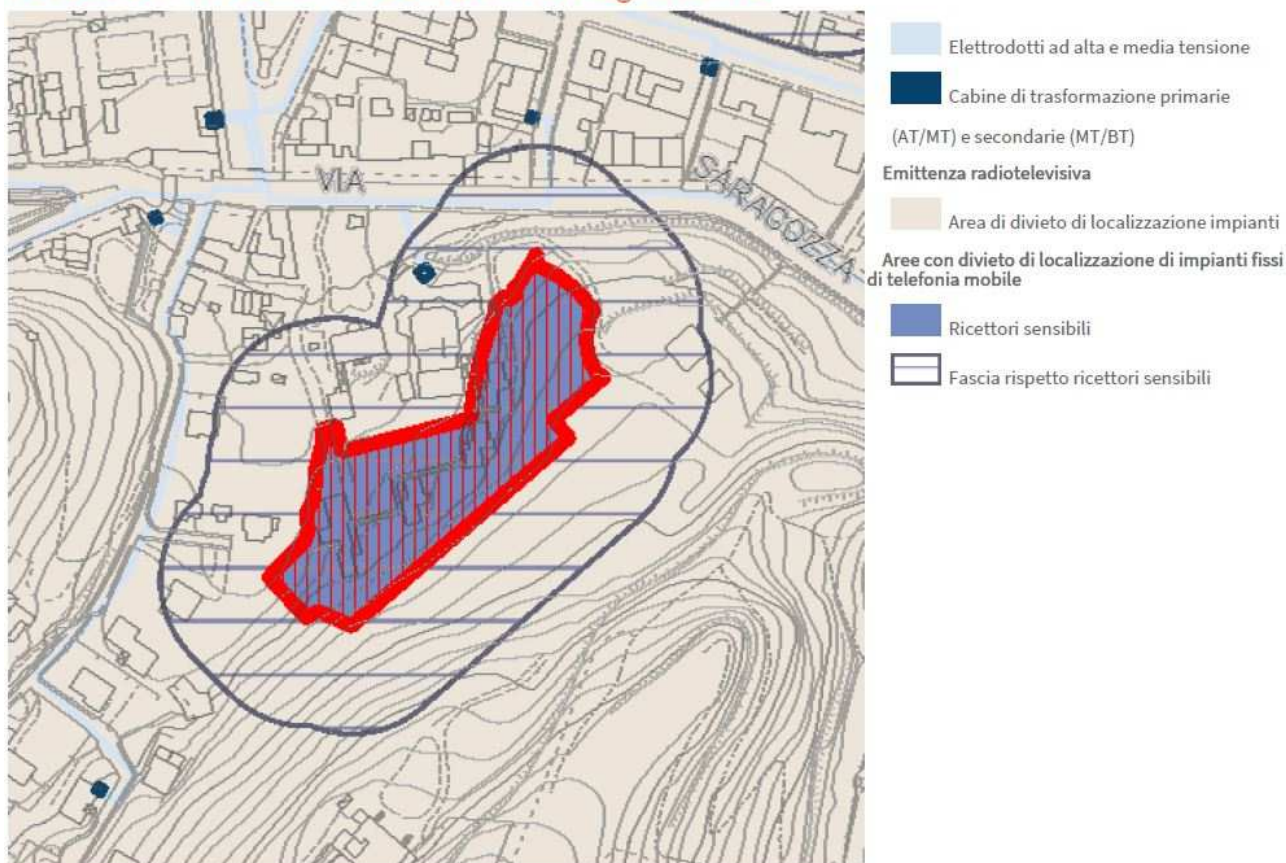 VIA
SARAGOZZA
Elettrodotti ad alta e media tensione
Cabine di trasformazione primarie
(AT/MT) e secondarie (MT/BT)
Emittenza radiotelevisiva
Area di divieto di localizzazione impianti
Aree con divieto di localizzazione di impianti fissi
di telefonia mobile
Ricettori sensibili
Fascia rispetto ricettori sensibili